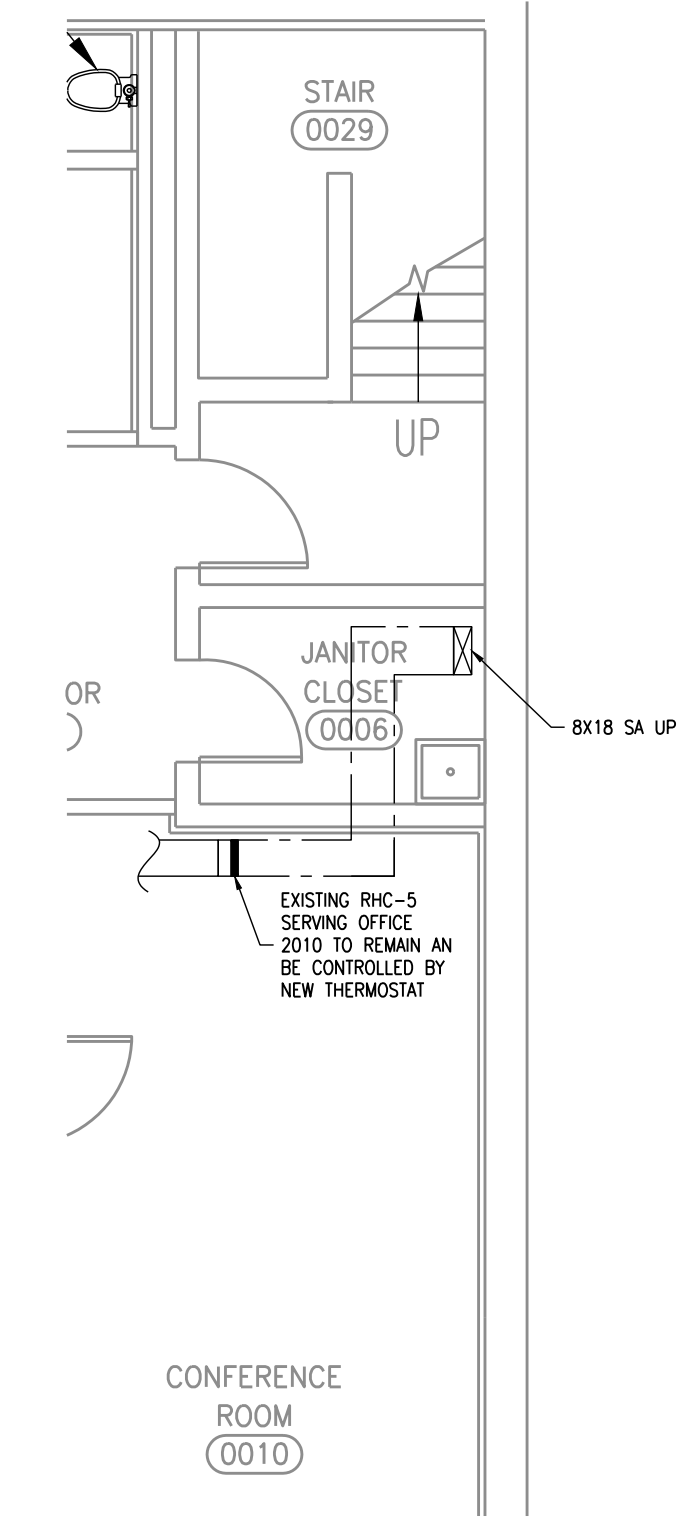 STAIR
0029
UP
JANITOR
CLOSET
0006
OR
8X18 SA UP
EXISTING RHC-5
SERVING OFFICE
2010 TO REMAIN AN
BE CONTROLLED BY
NEW THERMOSTAT
CONFERENCE
ROOM
0010